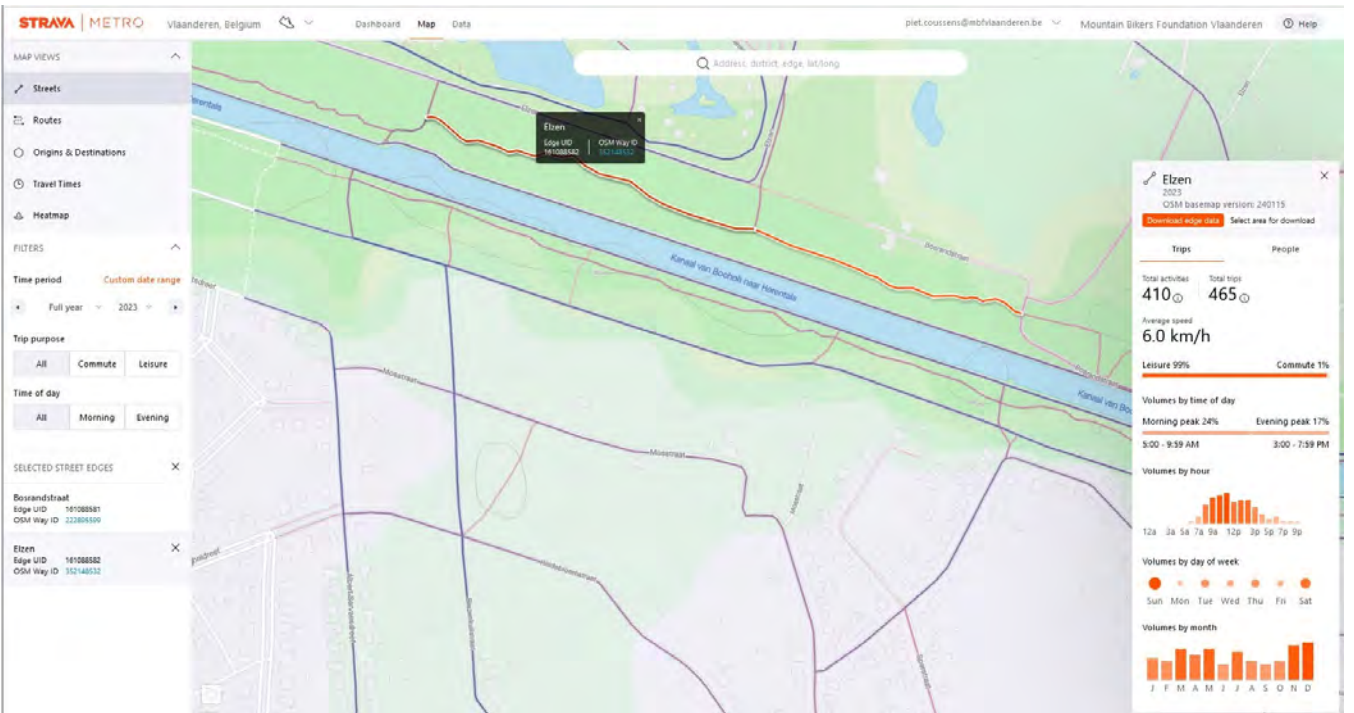 STRAVA | METRO
Vlaanderen, Belgium
Dashboard
Map
Data
piet.coussens@mbfvlaanderen.be
Mountain Bikers Foundation Vlaanderen
Help
MAP VIEWS
Streets
Routes
Origins & Destinations
Travel Times
Heatmap
FILTERS
Time period
Custom date range
Full year
2023
Trip purpose
All
Commute
Leisure
Time of day
All
Morning
Evening
SELECTED STREET EDGES
Bosrandstraat
Edge UID 161088581
OSM Way ID
Elzen
Edge UID 161088582
OSM Way ID 352148532
Address, district, edge, lat/long
Elzen
Edge UID
161088582
OSM Way ID
352148532
Kanaal van Bocholt naar Herentals
Bosrandstraat
Mosstraat
Mosstraat
Mosstraat
Elzen
Elzen
2023
OSM basemap version: 240115
Download edge data
Select area for download
Trips
People
Total activities
410
Total trips
465
Average speed
6.0 km/h
Leisure 99%
Commute 1%
Volumes by time of day
Morning peak 24%
Evening peak 17%
5:00 - 9:59 AM
3:00 - 7:59 PM
Volumes by hour
12a 3a 5a 7a 9a 12p 3p 5p 7p 9p
Volumes by day of week
Sun Mon Tue Wed Thu Fri Sat
Volumes by month
J F M A M J J A S O N D